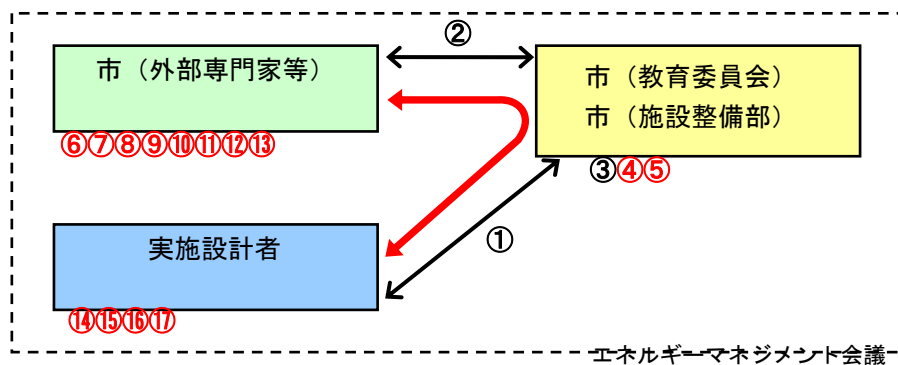 ②
市（外部専門家等）
市（教育委員会）
市（施設整備部）
⑥⑦⑧⑨⑩⑪⑫⑬
③④⑤
実施設計者
①
⑭⑮⑯⑰
エネルギーマネジメント会議